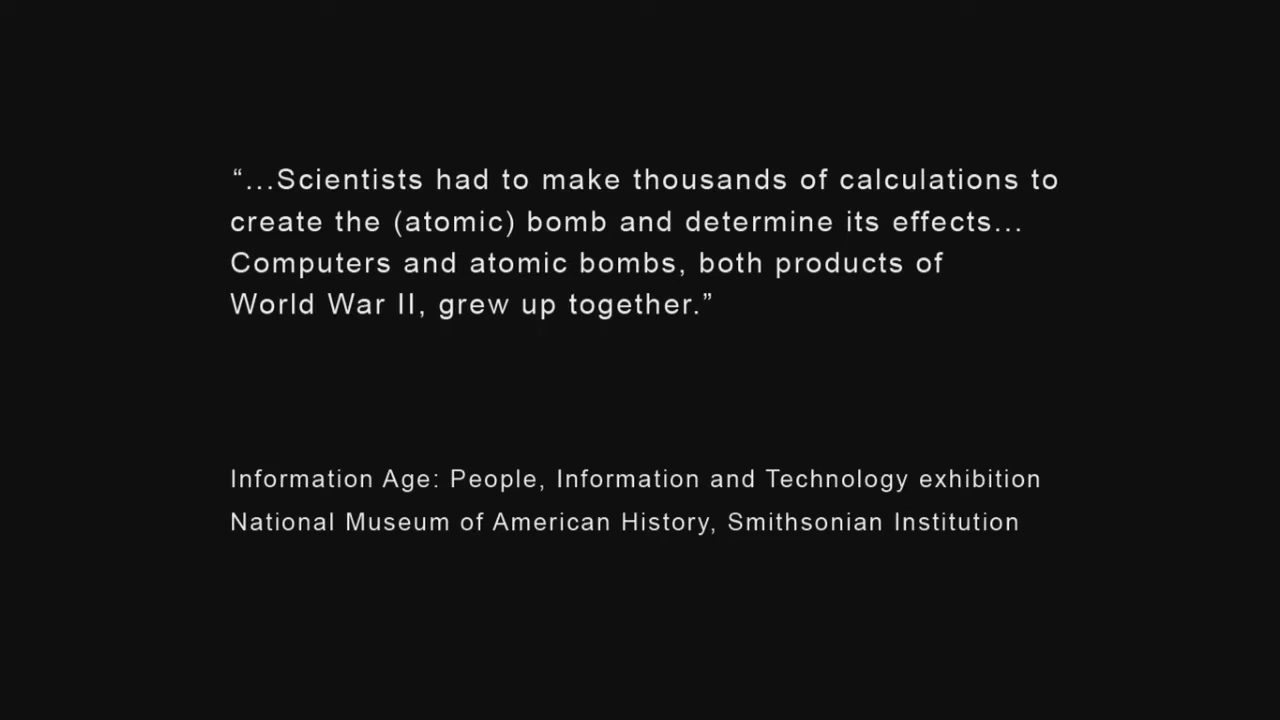 “...Scientists had to make thousands of calculations to
create the (atomic) bomb and determine its effects...
Computers and atomic bombs, both products of
World War II, grew up together.”
Information Age: People, Information and Technology exhibition
National Museum of American History, Smithsonian Institution